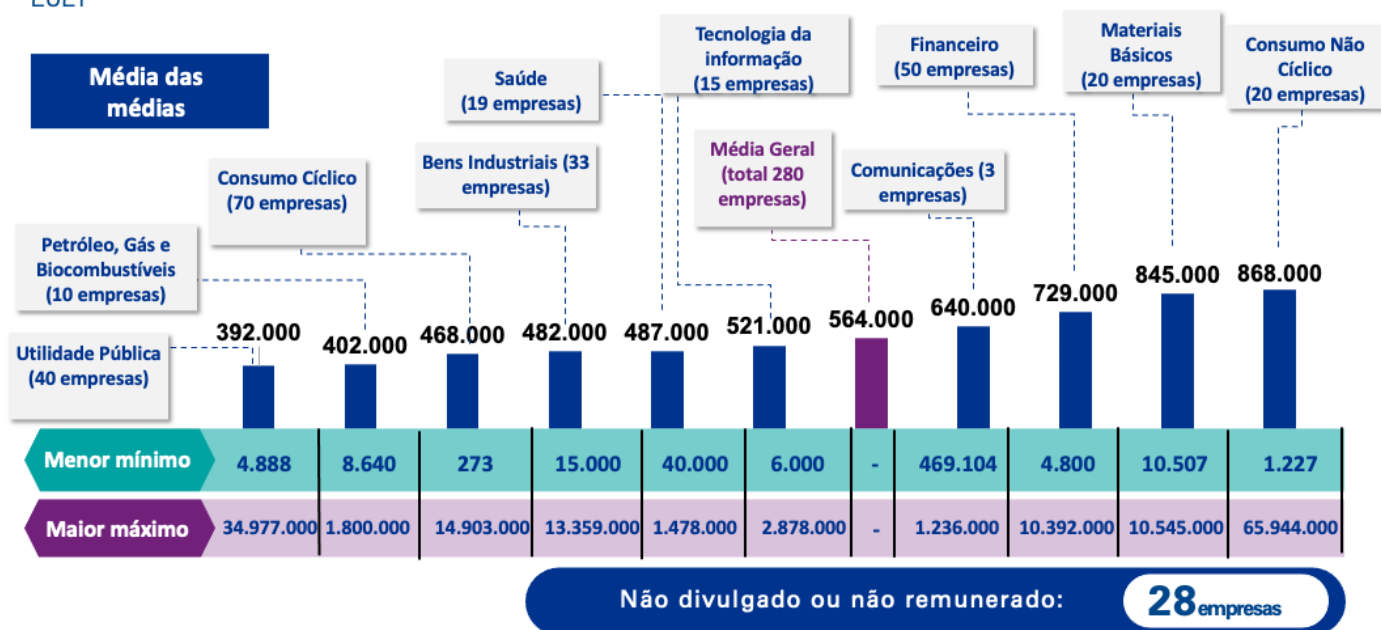 Média das
médias
Utilidade Pública
(40 empresas)
Petróleo, Gás e
Biocombustíveis
(10 empresas)
Consumo Cíclico
(70 empresas)
Bens Industriais (33
empresas)
Saúde
(19 empresas)
Tecnologia da
informação
(15 empresas)
Média Geral
(total 280
empresas)
Comunicações (3
empresas)
Financeiro
(50 empresas)
Materiais
Básicos
(20 empresas)
Consumo Não
Cíclico
(20 empresas)
392.000 402.000 468.000 482.000 487.000 521.000 564.000 640.000 729.000 845.000 868.000
Menor mínimo 4.888 8.640 273 15.000 40.000 6.000 - 469.104 4.800 10.507 1.227
Maior máximo 34.977.000 1.800.000 14.903.000 13.359.000 1.478.000 2.878.000 - 1.236.000 10.392.000 10.545.000 65.944.000
Não divulgado ou não remunerado: 28 empresas